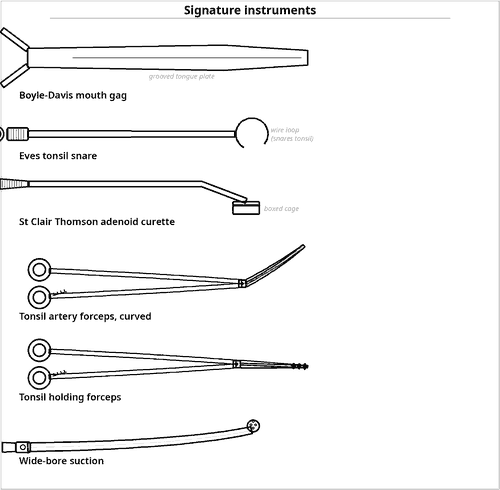 Signature instruments
grooved tongue plate
Boyle-Davis mouth gag
wire loop
(snares tonsil)
Eves tonsil snare
boxed cage
St Clair Thomson adenoid curette
Tonsil artery forceps, curved
Tonsil holding forceps
Wide-bore suction